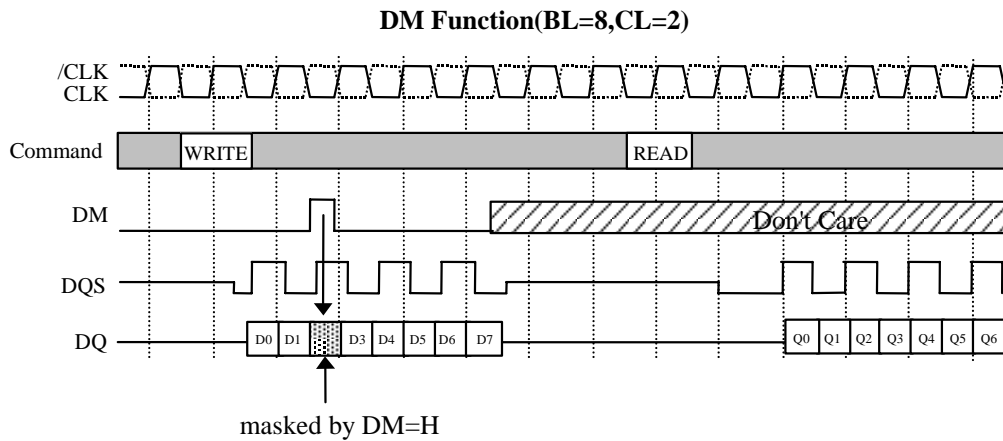 DM Function(BL=8,CL=2)
/CLK
CLK
Command WRITE READ
DM Don't Care
DQS
DQ D0 D1 D3 D4 D5 D6 D7 Q0 Q1 Q2 Q3 Q4 Q5 Q6
masked by DM=H